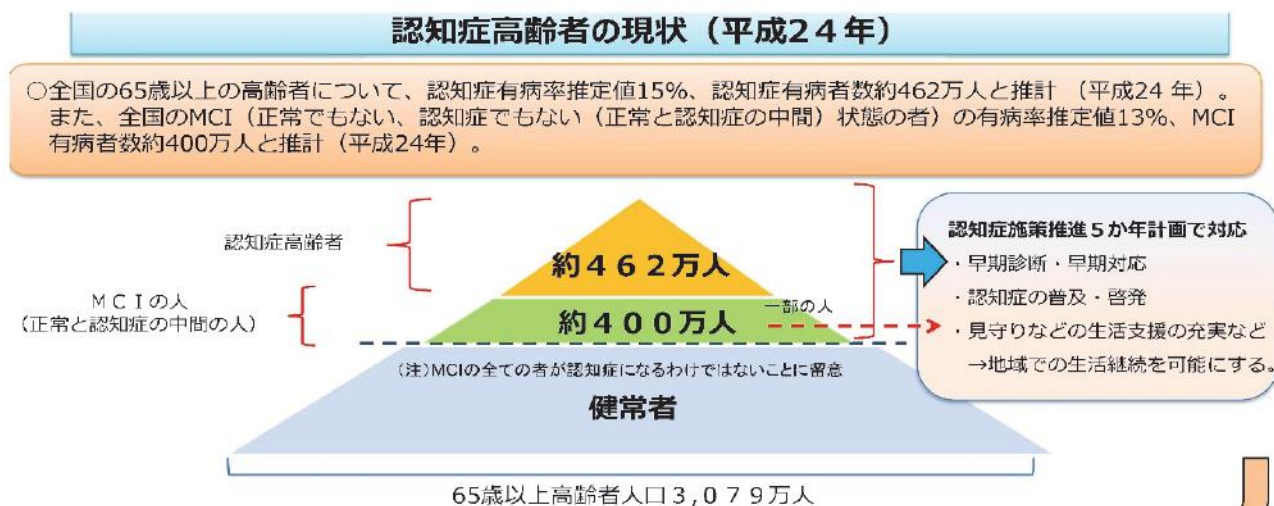 認知症高齢者の現状（平成２４年）
○全国の65歳以上の高齢者について、認知症有病率推定値15%、認知症有病者数約462万人と推計 （平成24 年）。
また、全国のMCI（正常でもない、認知症でもない（正常と認知症の中間）状態の者）の有病率推定値13%、MCI
有病者数約400万人と推計（平成24年）。
認知症高齢者
約４６２万人
ＭＣＩの人
（正常と認知症の中間の人）
約４００万人
一部の人
認知症施策推進５か年計画で対応
・早期診断・早期対応
・認知症の普及・啓発
・見守りなどの生活支援の充実など
→地域での生活継続を可能にする。
（注）MCIの全ての者が認知症になるわけではないことに留意
健常者
65歳以上高齢者人口３,０７９万人